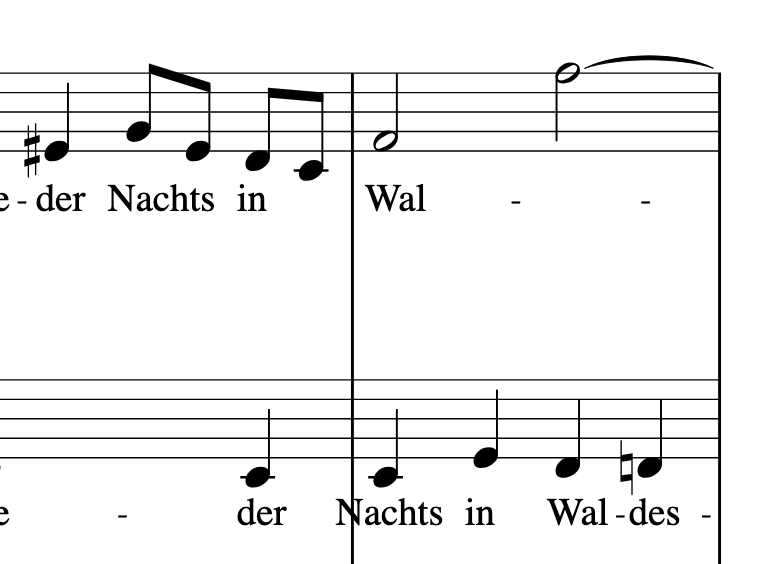 e - der Nachts in Wal - -
e - der Nachts in Wal - des -